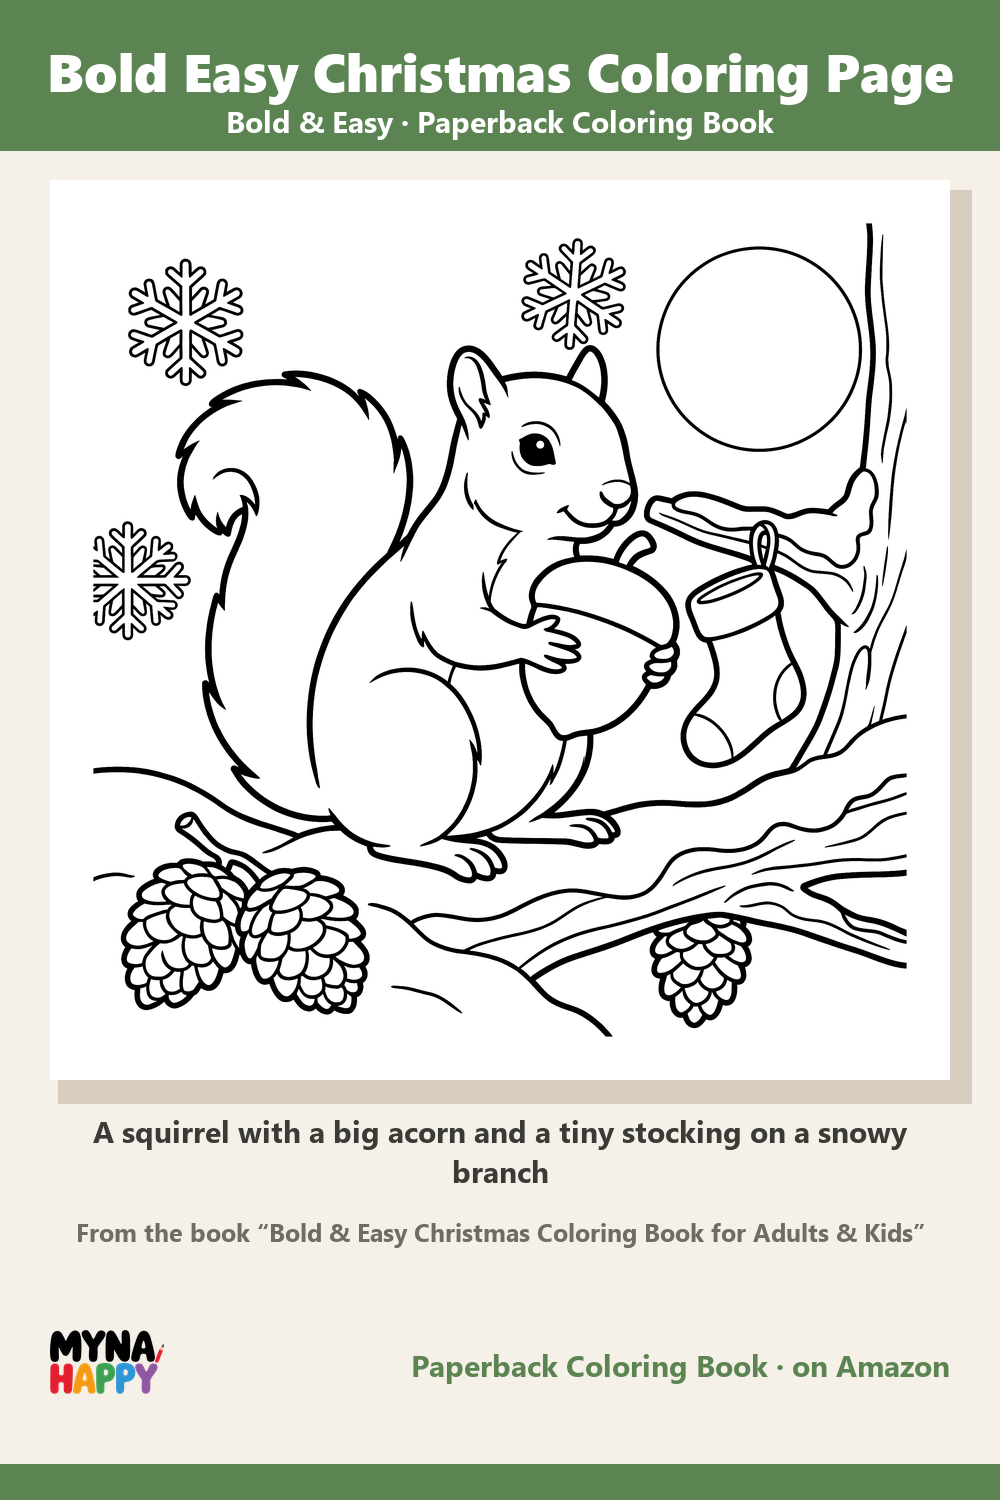 Bold Easy Christmas Coloring Page
Bold & Easy · Paperback Coloring Book
A squirrel with a big acorn and a tiny stocking on a snowy
branch
From the book “Bold & Easy Christmas Coloring Book for Adults & Kids”
MYNA
HAPPY
Paperback Coloring Book · on Amazon